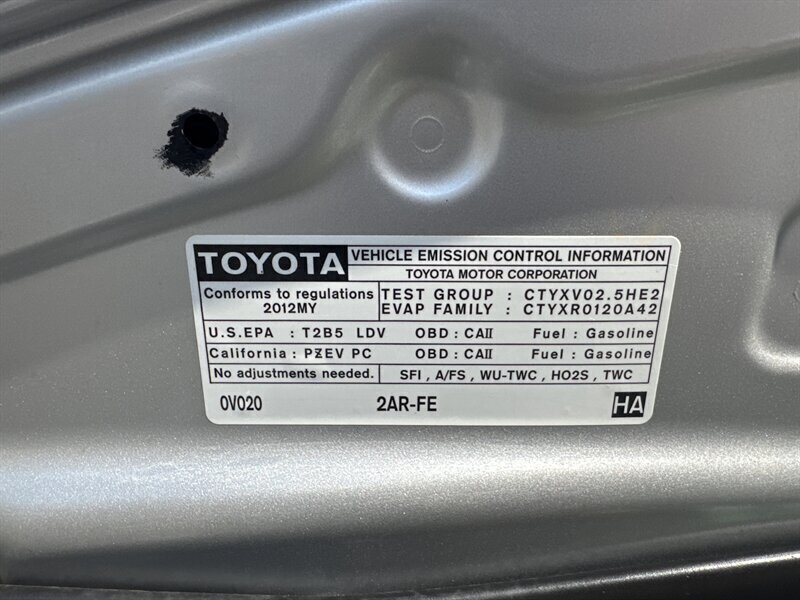 TOYOTA VEHICLE EMISSION CONTROL INFORMATION
TOYOTA MOTOR CORPORATION
Conforms to regulations
2012MY
TEST GROUP : CTYXV02.5HE2
EVAP FAMILY : CTYXR0120A42
U.S.EPA : T2B5 LDV OBD : CAII Fuel : Gasoline
California : PZEV PC OBD : CAII Fuel : Gasoline
No adjustments needed. SFI , A/FS , WU-TWC , HO2S , TWC
0V020 2AR-FE HA